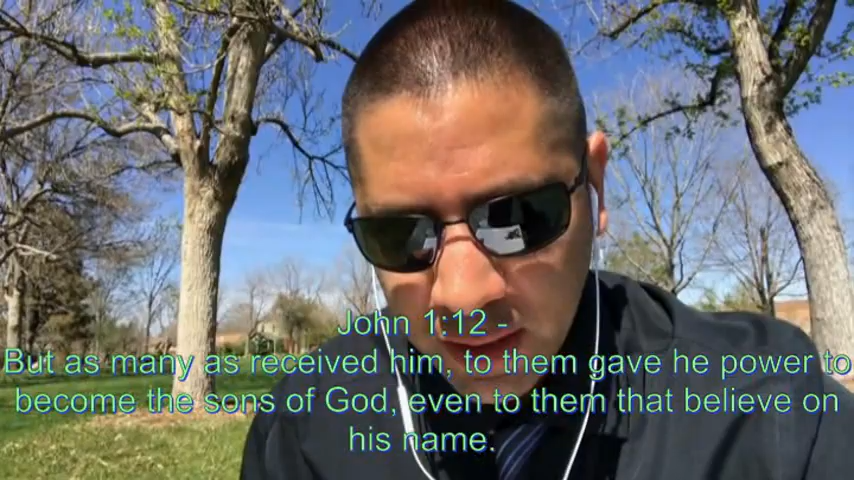 John 1:12 -
But as many as received him, to them gave he power to
become the sons of God, even to them that believe on
his name.